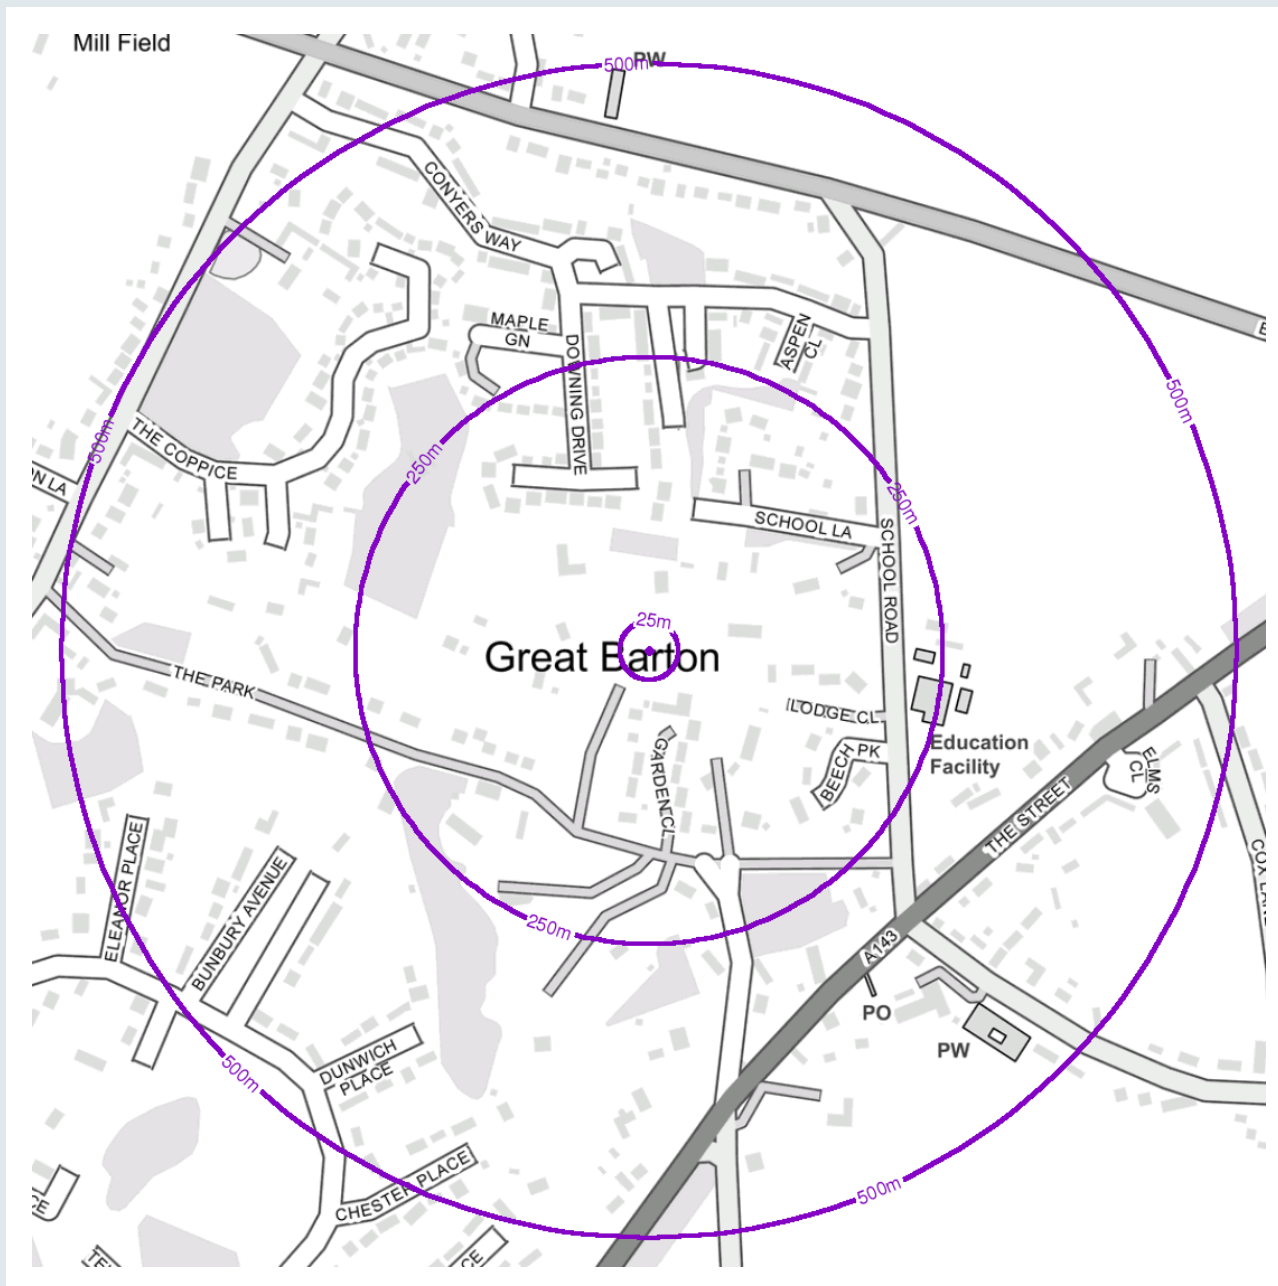 Mill Field
PW
500m
CONYERS WAY
MAPLE
GN
DOWNING DRIVE
ASPEN
CL
500m
500m
THE COPPICE
250m
250m
SCHOOL LA
SCHOOL ROAD
25m
Great Barton
THE PARK
LODGE CL
BEECH PK
GARDEN CL
Education
Facility
ELMS
CL
THE STREET
COX LANE
ELEANOR PLACE
BUNBURY AVENUE
250m
A143
PO
PW
DUNWICH
PLACE
500m
CHESTER PLACE
500m